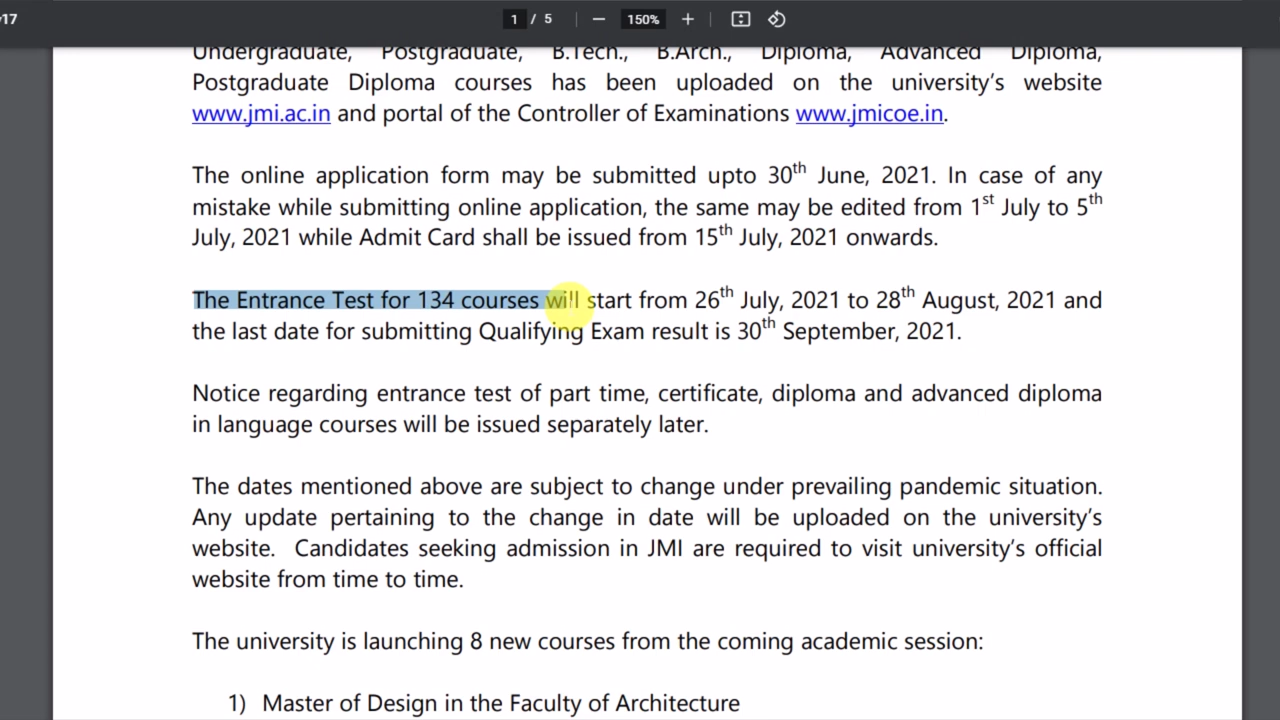 v17
1 / 5 — 150% +
Undergraduate, Postgraduate, B.Tech., B.Arch., Diploma, Advanced Diploma,
Postgraduate Diploma courses has been uploaded on the university’s website
www.jmi.ac.in and portal of the Controller of Examinations www.jmicoe.in.
The online application form may be submitted upto 30th June, 2021. In case of any
mistake while submitting online application, the same may be edited from 1st July to 5th
July, 2021 while Admit Card shall be issued from 15th July, 2021 onwards.
The Entrance Test for 134 courses will start from 26th July, 2021 to 28th August, 2021 and
the last date for submitting Qualifying Exam result is 30th September, 2021.
Notice regarding entrance test of part time, certificate, diploma and advanced diploma
in language courses will be issued separately later.
The dates mentioned above are subject to change under prevailing pandemic situation.
Any update pertaining to the change in date will be uploaded on the university’s
website.  Candidates seeking admission in JMI are required to visit university’s official
website from time to time.
The university is launching 8 new courses from the coming academic session:
1) Master of Design in the Faculty of Architecture